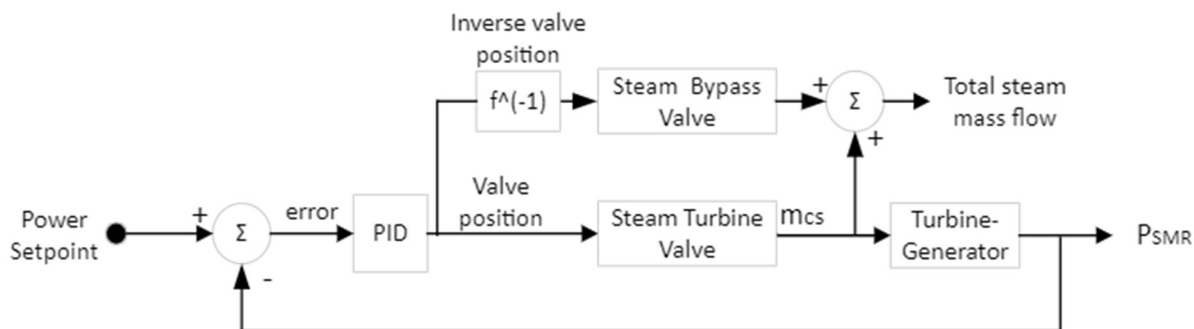 Inverse valve
position
f^(-1)
Steam Bypass
Valve
+
Σ
+
Total steam
mass flow
Power
Setpoint
+
Σ
-
error
PID
Valve
position
Steam Turbine
Valve
mcs
Turbine-
Generator
PSMR